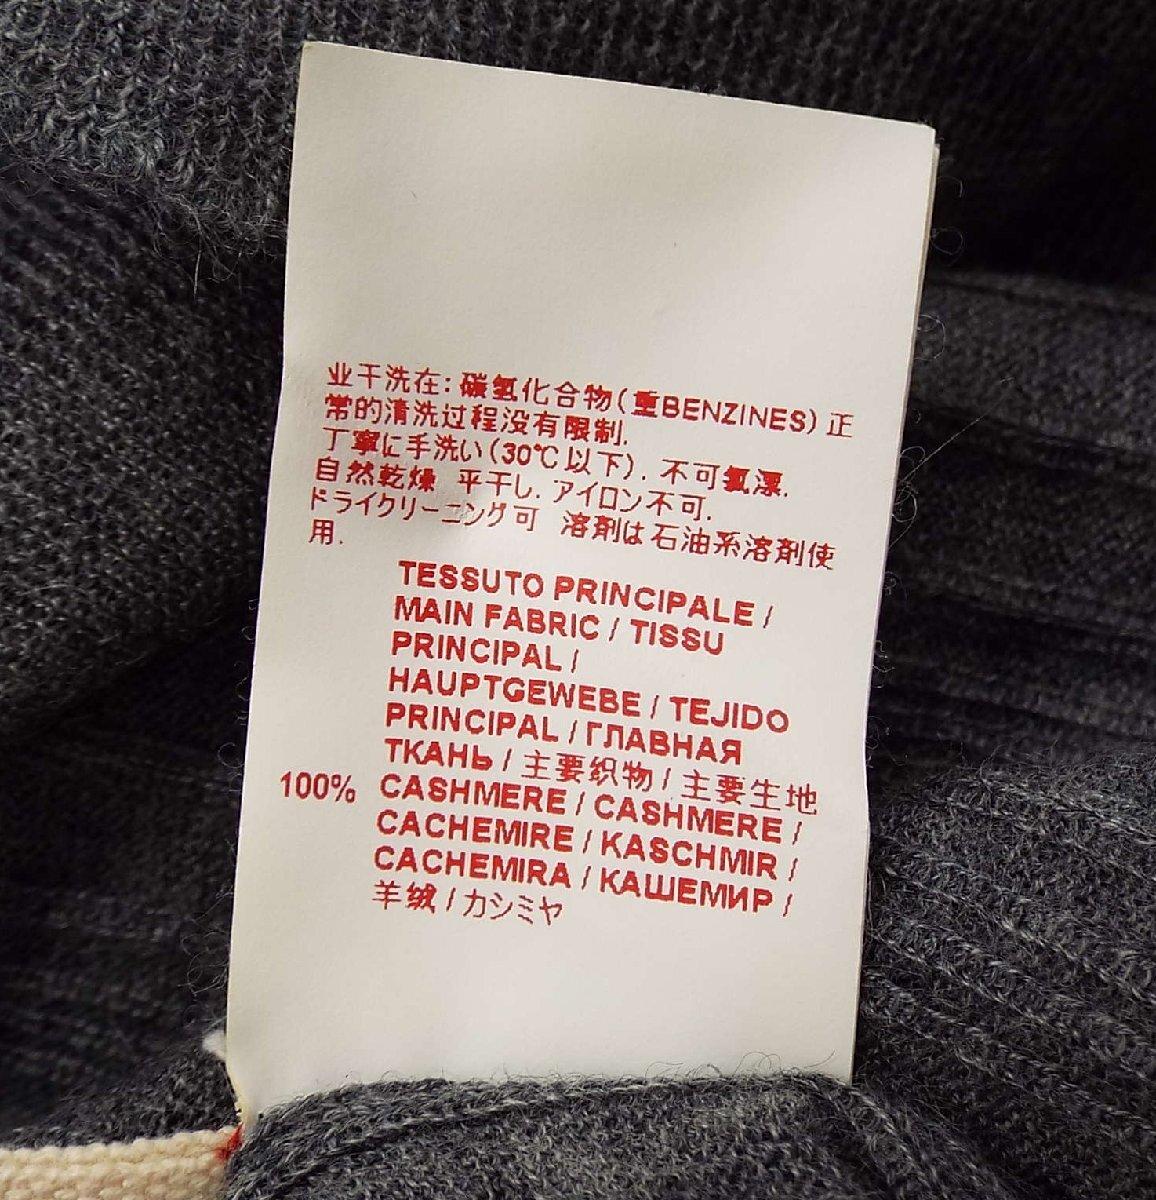 业干洗在: 碳氢化合物(重BENZINES) 正
常的清洗过程没有限制.
丁寧に手洗い(30℃以下). 不可氯漂.
自然乾燥 平干し. アイロン不可.
ドライクリーニング可 溶剤は石油系溶剤使
用.
TESSUTO PRINCIPALE /
MAIN FABRIC / TISSU
PRINCIPAL /
HAUPTGEWEBE / TEJIDO
PRINCIPAL / ГЛАВНАЯ
ТКАНЬ / 主要织物 / 主要生地
100% CASHMERE / CASHMERE /
CACHEMIRE / KASCHMIR /
CACHEMIRA / КАШЕМИР /
羊绒 / カシミヤ